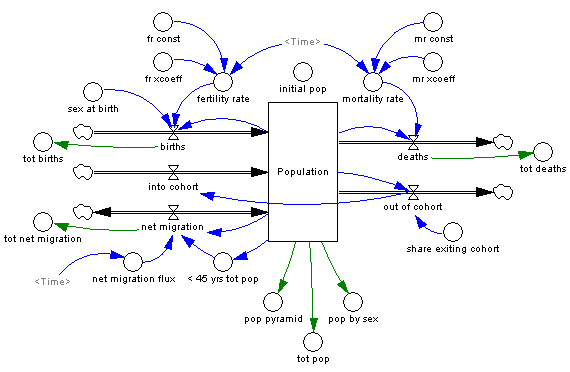 fr const
<Time>
mr const
fr xcoeff
mr xcoeff
initial pop
sex at birth
fertility rate
mortality rate
births
deaths
tot births
tot deaths
Population
into cohort
out of cohort
tot net migration
net migration
share exiting cohort
<Time>
net migration flux
< 45 yrs tot pop
pop pyramid
pop by sex
tot pop